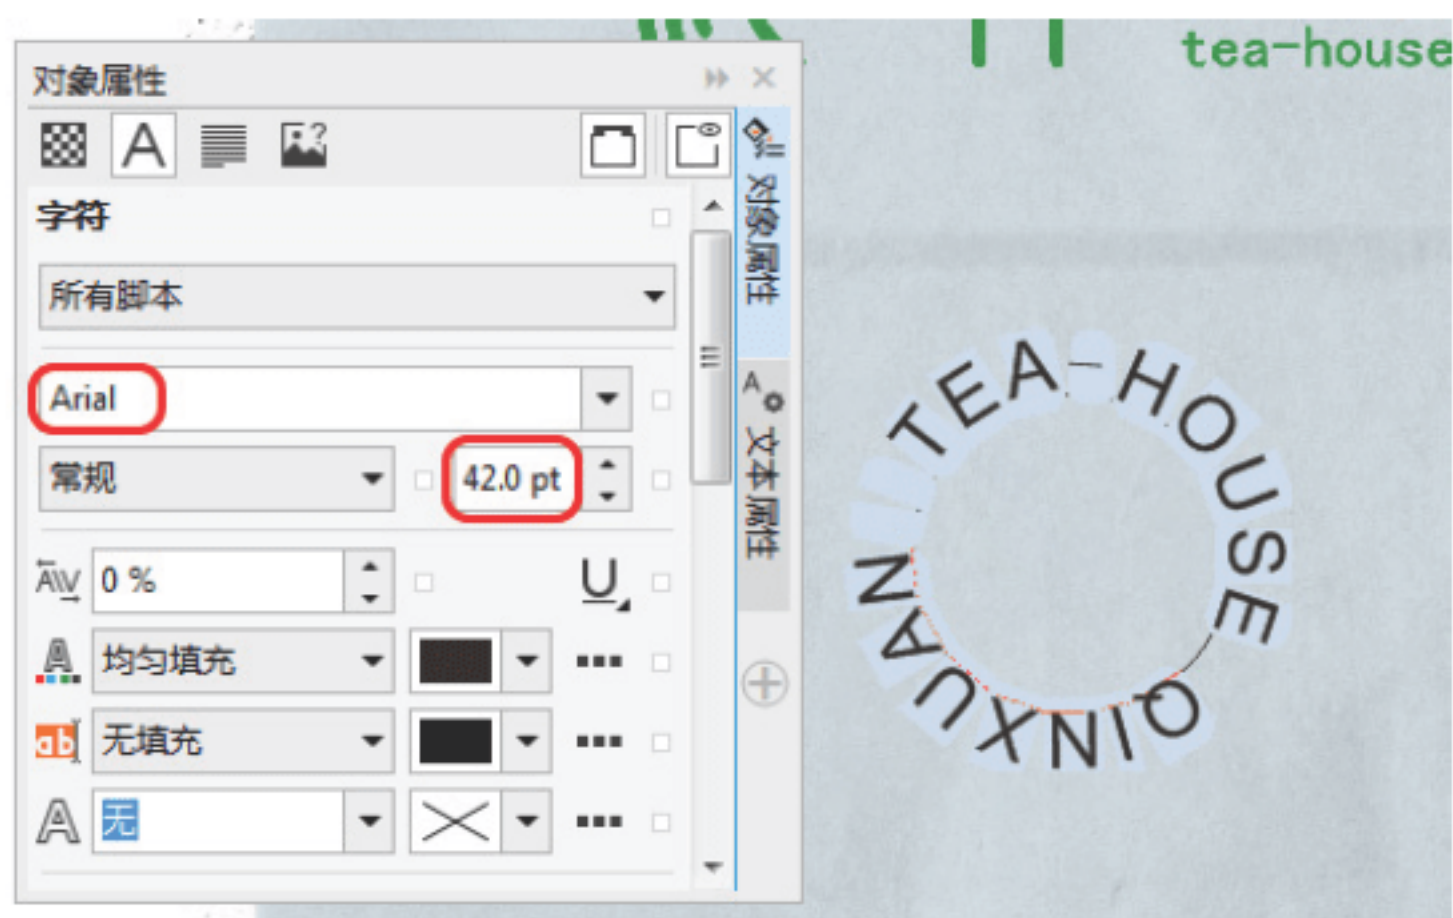 tea-house
对象属性
字符
所有脚本
Arial
常规
42.0 pt
0 %
U
均匀填充
ab 无填充
A 无
对象属性
文本属性
QINXUAN TEA-HOUSE